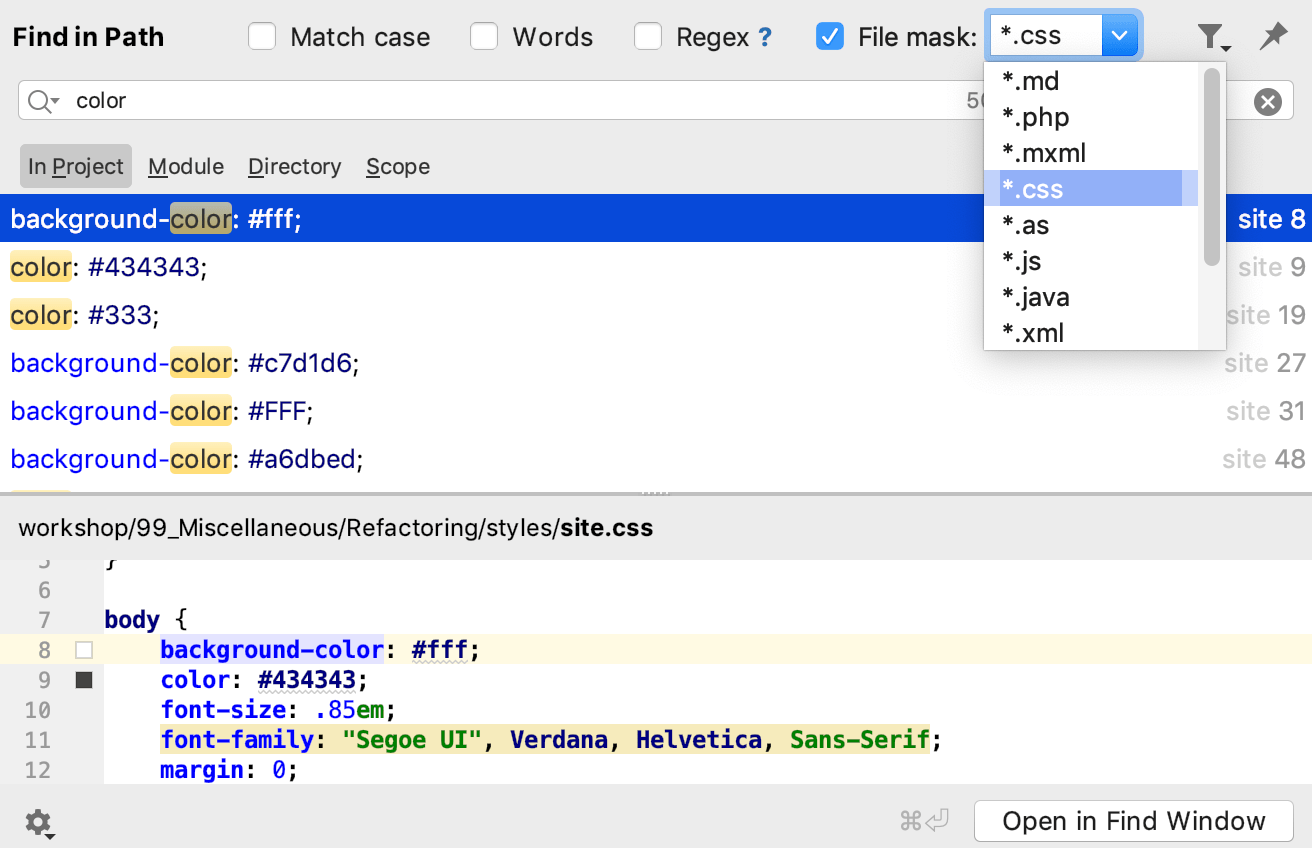 Find in Path Match case Words Regex ? File mask: *.css
color
*.md
*.php
*.mxml
*.css
*.as
*.js
*.java
*.xml
In Project Module Directory Scope
background-color: #fff; site 8
color: #434343; site 9
color: #333; site 19
background-color: #c7d1d6; site 27
background-color: #FFF; site 31
background-color: #a6dbed; site 48
workshop/99_Miscellaneous/Refactoring/styles/site.css
5 }
6
7 body {
8 background-color: #fff;
9 color: #434343;
10 font-size: .85em;
11 font-family: "Segoe UI", Verdana, Helvetica, Sans-Serif;
12 margin: 0;
⌘⏎ Open in Find Window